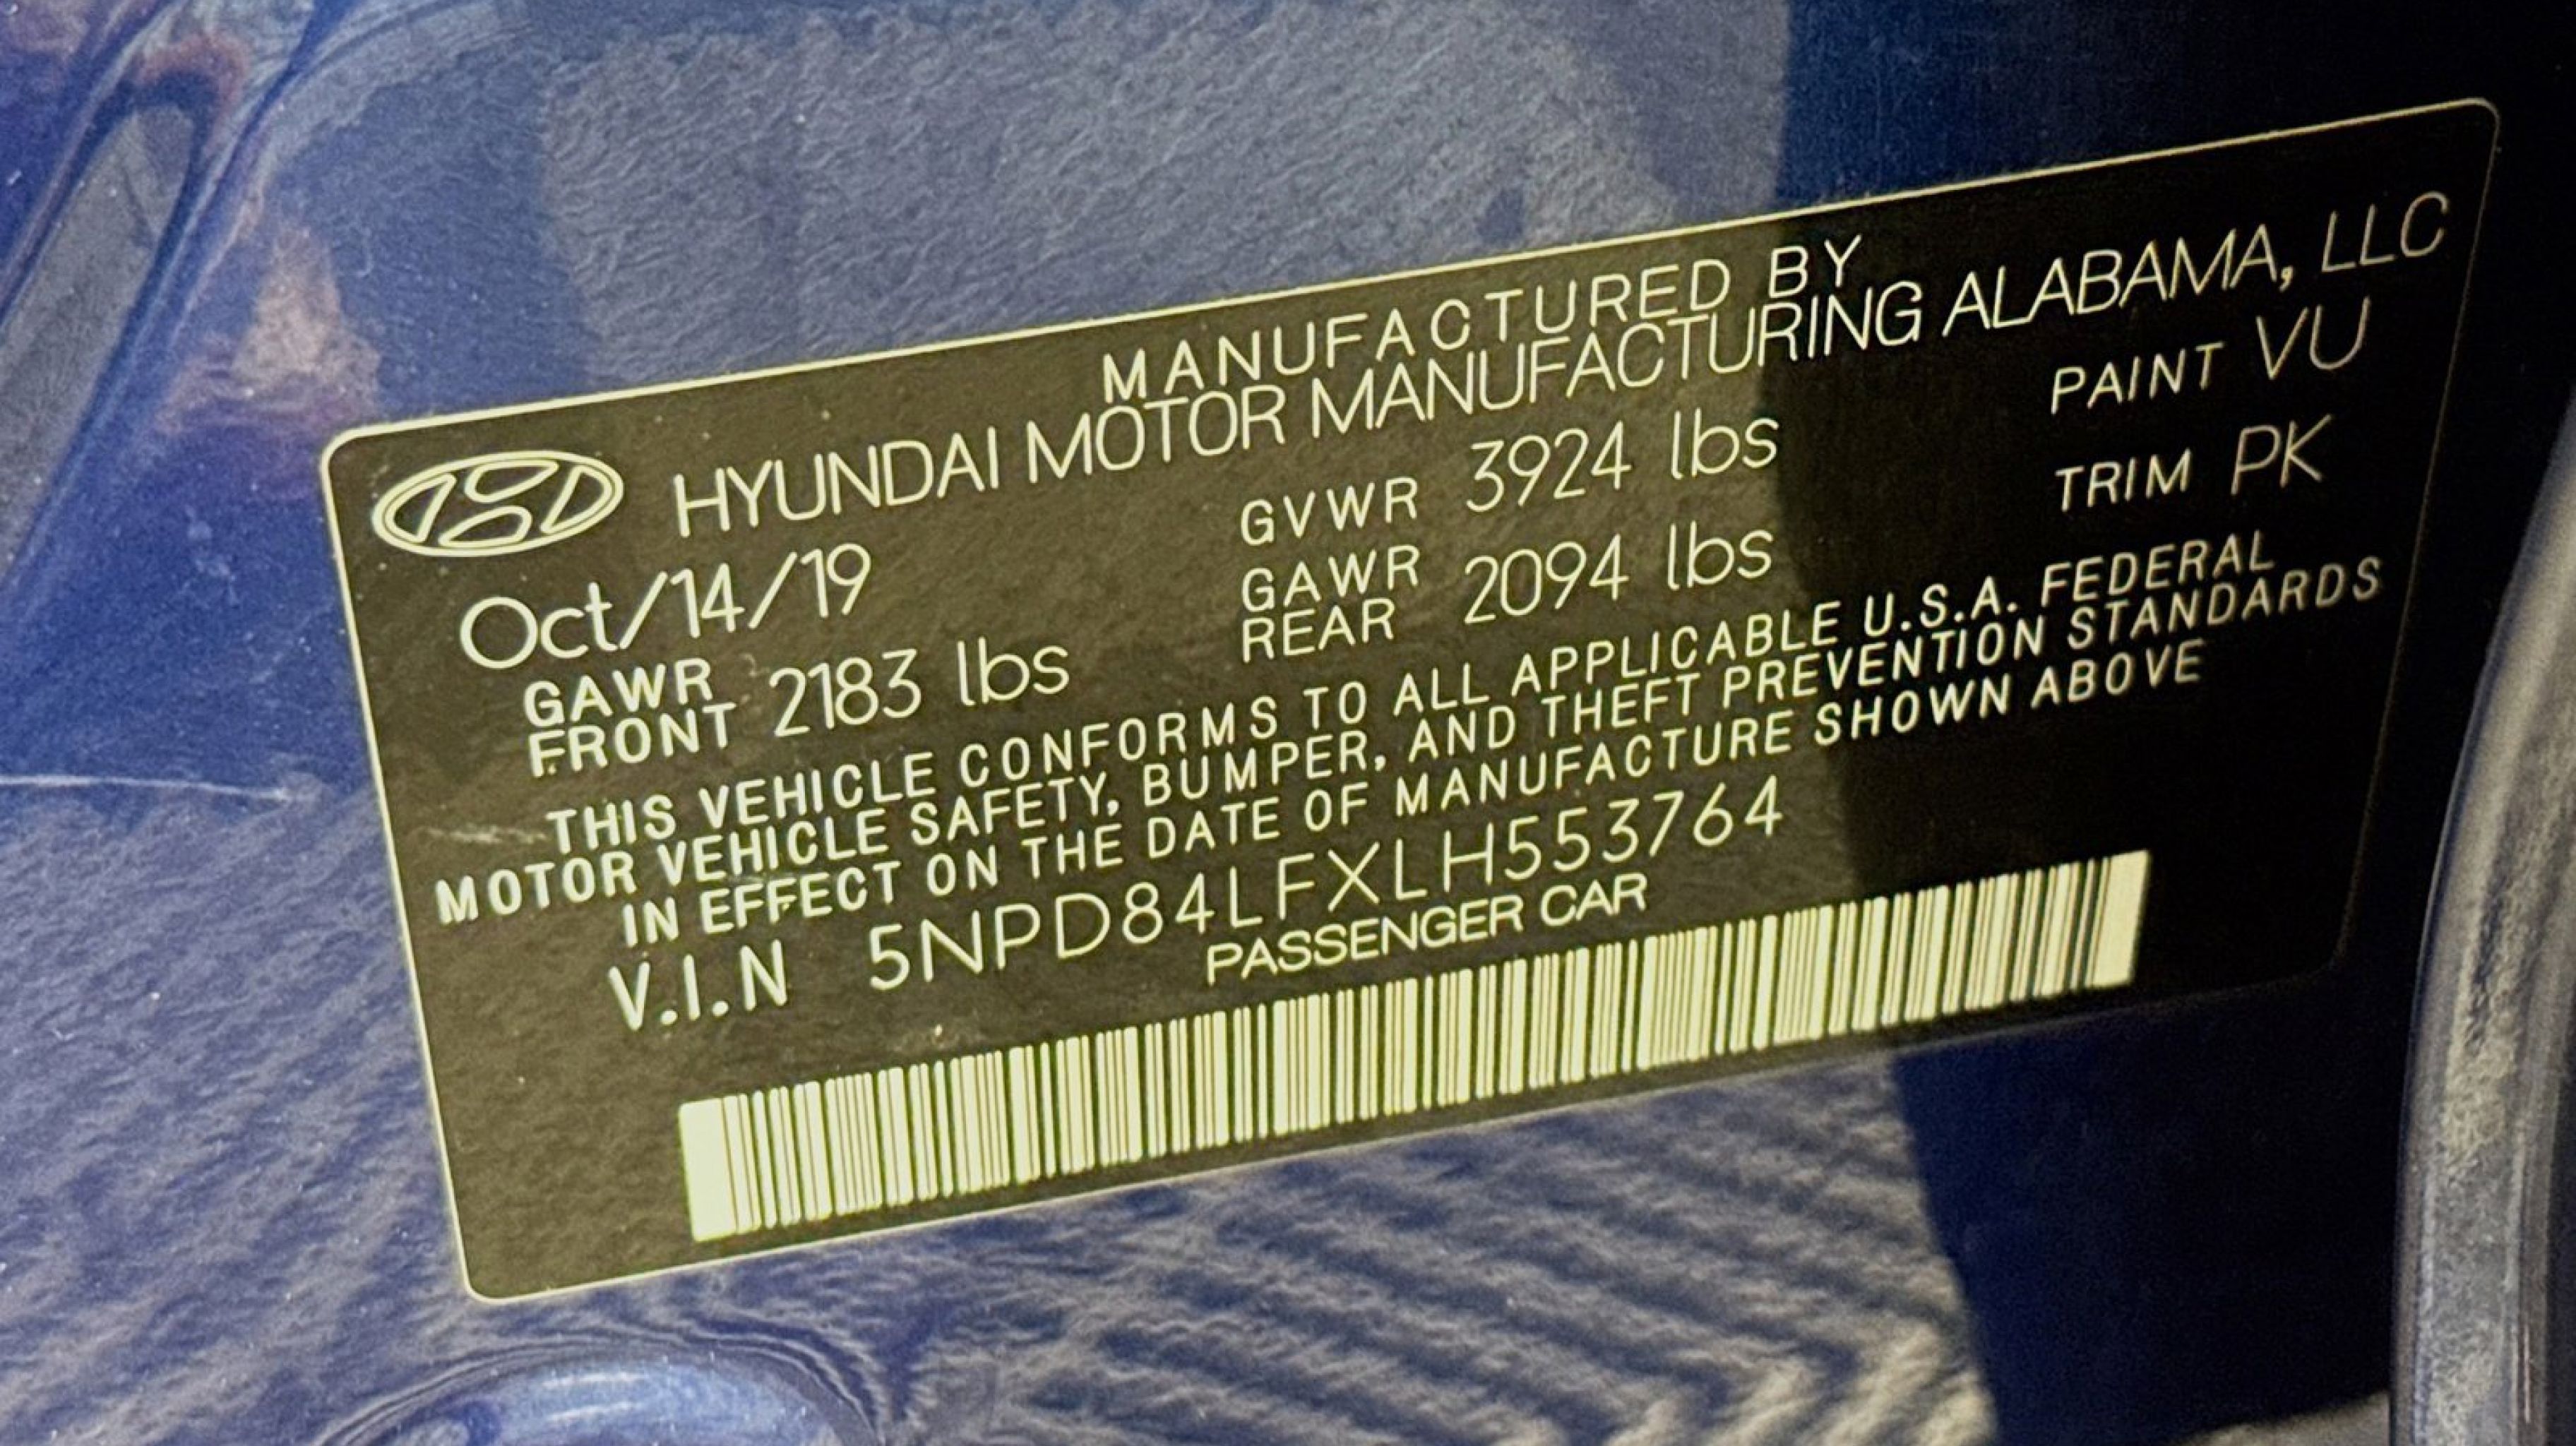 MANUFACTURED BY
HYUNDAI MOTOR MANUFACTURING ALABAMA, LLC
Oct/14/19 GVWR 3924 lbs PAINT VU
GAWR FRONT 2183 lbs GAWR REAR 2094 lbs TRIM PK
THIS VEHICLE CONFORMS TO ALL APPLICABLE U.S.A. FEDERAL
MOTOR VEHICLE SAFETY, BUMPER, AND THEFT PREVENTION STANDARDS
IN EFFECT ON THE DATE OF MANUFACTURE SHOWN ABOVE
V.I.N 5NPD84LFXLH553764
PASSENGER CAR